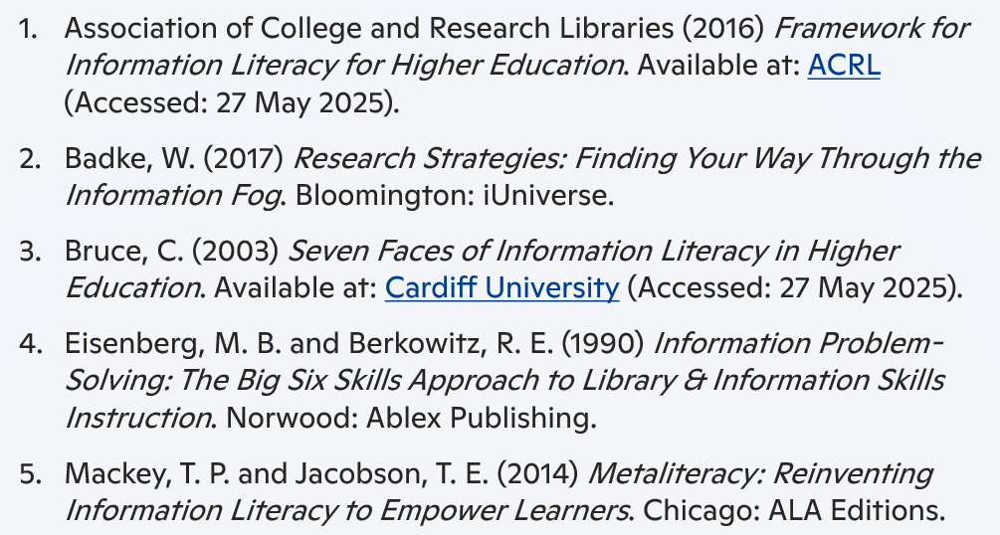 1. Association of College and Research Libraries (2016) Framework for
Information Literacy for Higher Education. Available at: ACRL
(Accessed: 27 May 2025).
2. Badke, W. (2017) Research Strategies: Finding Your Way Through the
Information Fog. Bloomington: iUniverse.
3. Bruce, C. (2003) Seven Faces of Information Literacy in Higher
Education. Available at: Cardiff University (Accessed: 27 May 2025).
4. Eisenberg, M. B. and Berkowitz, R. E. (1990) Information Problem-
Solving: The Big Six Skills Approach to Library & Information Skills
Instruction. Norwood: Ablex Publishing.
5. Mackey, T. P. and Jacobson, T. E. (2014) Metaliteracy: Reinventing
Information Literacy to Empower Learners. Chicago: ALA Editions.